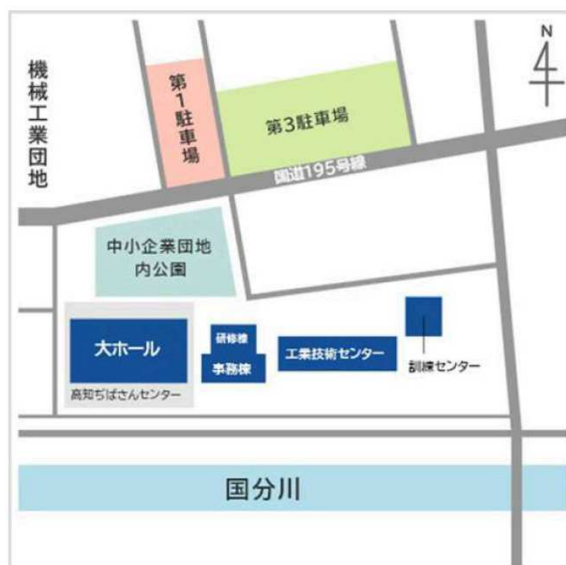 N
機械工業団地
第1駐車場
第3駐車場
国道195号線
中小企業団地
内公園
大ホール
研修棟
事務棟
工業技術センター
訓練センター
高知ぢばさんセンター
国分川